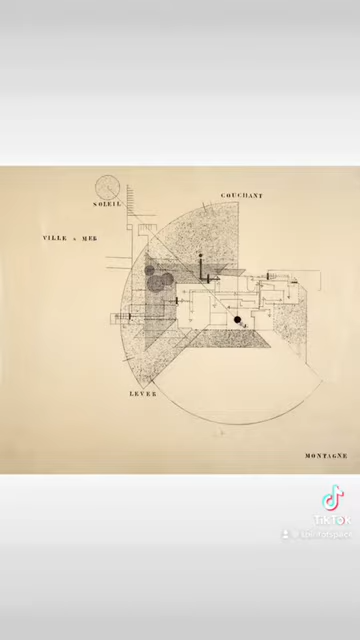 COUCHANT
SOLEIL
VILLE & MER
LEVER
MONTAGNE
TikTok